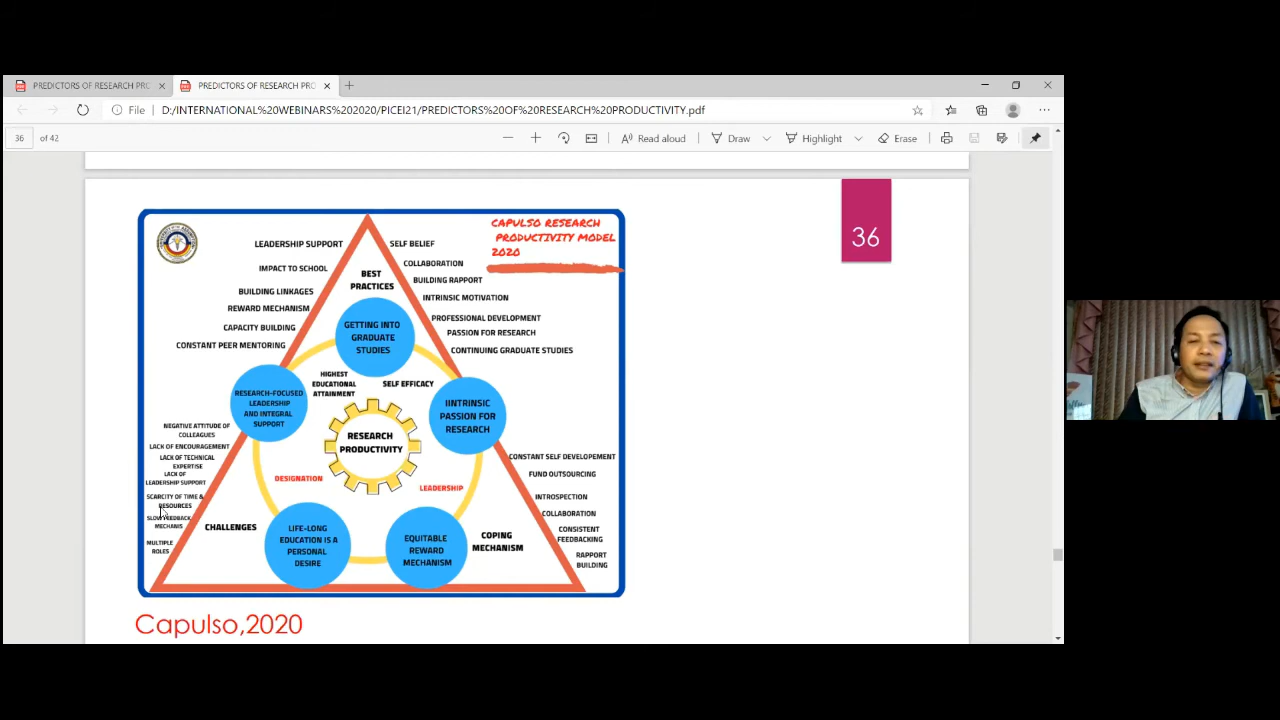 PREDICTORS OF RESEARCH PRO
PREDICTORS OF RESEARCH PRO
File
D:/INTERNATIONAL%20WEBINARS%202020/PICEI21/PREDICTORS%20OF%20RESEARCH%20PRODUCTIVITY.pdf
36 of 42
Read aloud
Draw
Highlight
Erase
36
CAPULSO RESEARCH
PRODUCTIVITY MODEL
2020
LEADERSHIP SUPPORT
IMPACT TO SCHOOL
BUILDING LINKAGES
REWARD MECHANISM
CAPACITY BUILDING
CONSTANT PEER MENTORING
BEST
PRACTICES
SELF BELIEF
COLLABORATION
BUILDING RAPPORT
INTRINSIC MOTIVATION
PROFESSIONAL DEVELOPMENT
PASSION FOR RESEARCH
CONTINUING GRADUATE STUDIES
GETTING INTO
GRADUATE
STUDIES
HIGHEST
EDUCATIONAL
ATTAINMENT
SELF EFFICACY
RESEARCH-FOCUSED
LEADERSHIP
AND INTEGRAL
SUPPORT
IINTRINSIC
PASSION FOR
RESEARCH
RESEARCH
PRODUCTIVITY
DESIGNATION
LEADERSHIP
NEGATIVE ATTITUDE OF
COLLEAGUES
LACK OF ENCOURAGEMENT
LACK OF TECHNICAL
EXPERTISE
LACK OF
LEADERSHIP SUPPORT
SCARCITY OF TIME &
RESOURCES
SLOW FEEDBACK
MECHANIS
MULTIPLE
ROLES
CHALLENGES
LIFE-LONG
EDUCATION IS A
PERSONAL
DESIRE
EQUITABLE
REWARD
MECHANISM
COPING
MECHANISM
CONSTANT SELF DEVELOPEMENT
FUND OUTSOURCING
INTROSPECTION
COLLABORATION
CONSISTENT
FEEDBACKING
RAPPORT
BUILDING
Capulso,2020